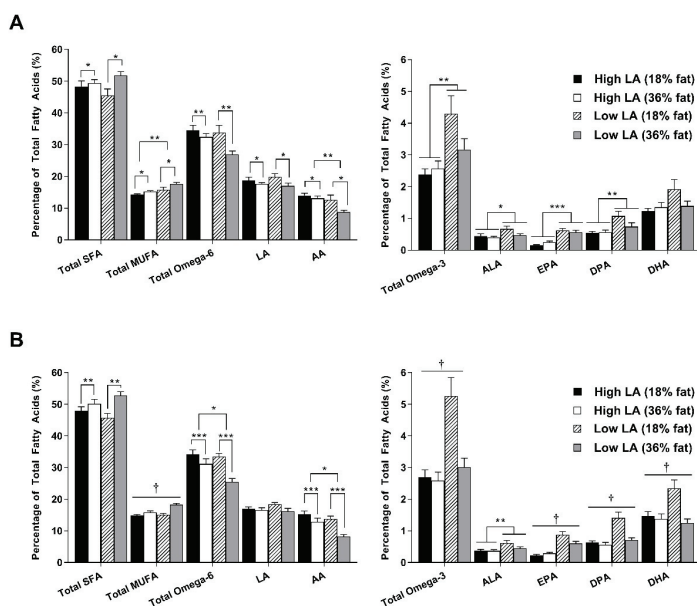 A
Percentage of Total Fatty Acids (%)
60
50
40
30
20
10
0
* * ** * * ** ** * * ** * *
Total SFA Total MUFA Total Omega-6 LA AA
Percentage of Total Fatty Acids (%)
6
5
4
3
2
1
0
** * *** **
High LA (18% fat)
High LA (36% fat)
Low LA (18% fat)
Low LA (36% fat)
Total Omega-3 ALA EPA DPA DHA
B
Percentage of Total Fatty Acids (%)
60
50
40
30
20
10
0
** ** † * *** *** * *** ***
Total SFA Total MUFA Total Omega-6 LA AA
Percentage of Total Fatty Acids (%)
6
5
4
3
2
1
0
† ** † † †
High LA (18% fat)
High LA (36% fat)
Low LA (18% fat)
Low LA (36% fat)
Total Omega-3 ALA EPA DPA DHA